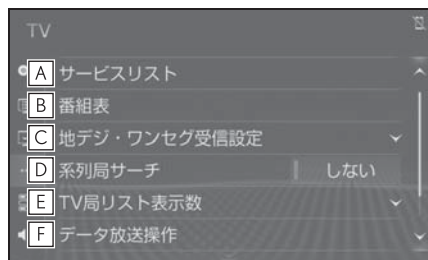 TV
A サービスリスト
B 番組表
C 地デジ・ワンセグ受信設定
D 系列局サーチ しない
E TV局リスト表示数
F データ放送操作